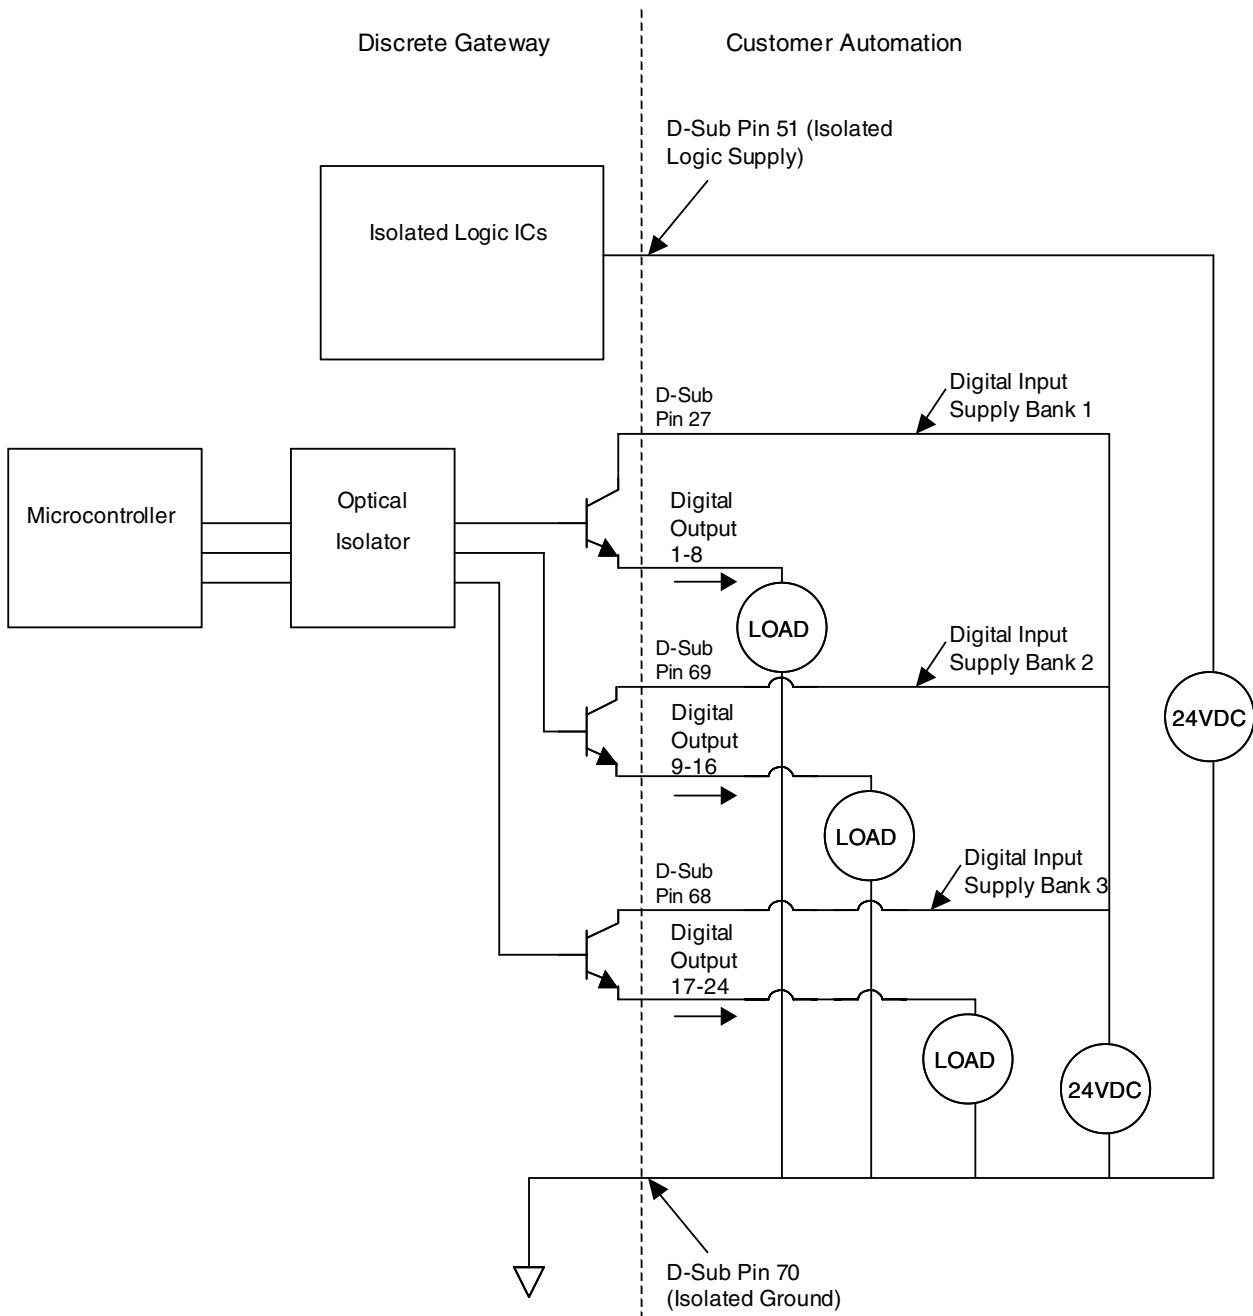 Discrete Gateway
Customer Automation
D-Sub Pin 51 (Isolated
Logic Supply)
Isolated Logic ICs
D-Sub
Pin 27
Digital Input
Supply Bank 1
Microcontroller
Optical
Isolator
Digital
Output
1-8
LOAD
D-Sub
Pin 69
Digital Input
Supply Bank 2
24VDC
Digital
Output
9-16
LOAD
D-Sub
Pin 68
Digital Input
Supply Bank 3
Digital
Output
17-24
LOAD
24VDC
D-Sub Pin 70
(Isolated Ground)